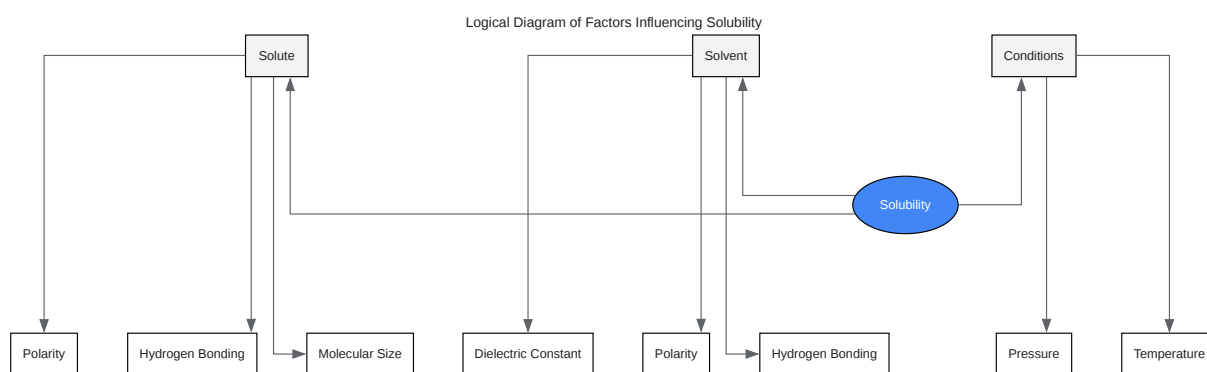 Logical Diagram of Factors Influencing Solubility
Solute
Solvent
Conditions
Solubility
Polarity
Hydrogen Bonding
Molecular Size
Dielectric Constant
Polarity
Hydrogen Bonding
Pressure
Temperature